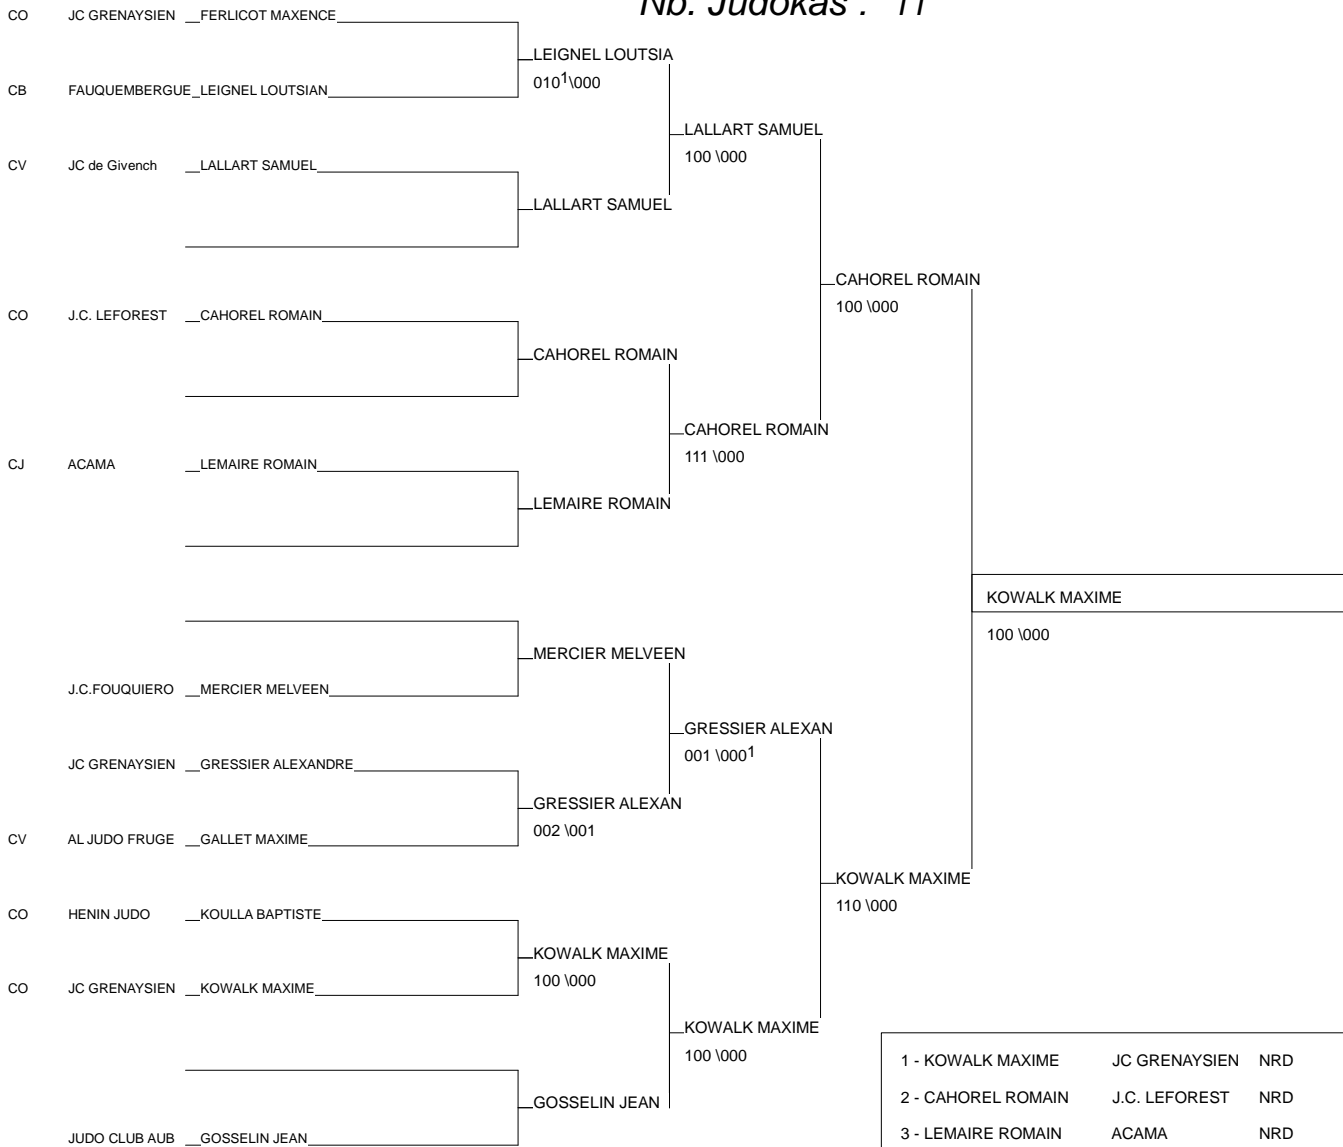 Nb. Judokas : 11
CO JC GRENAYSIEN FERLICOT MAXENCE
LEIGNEL LOUTSIA
010 1 \000
CB FAUQUEMBERGUE LEIGNEL LOUTSIAN
LALLART SAMUEL
100 \000
CV JC de Givench LALLART SAMUEL
LALLART SAMUEL
CAHOREL ROMAIN
100 \000
CO J.C. LEFOREST CAHOREL ROMAIN
CAHOREL ROMAIN
CAHOREL ROMAIN
111 \000
CJ ACAMA LEMAIRE ROMAIN
LEMAIRE ROMAIN
KOWALK MAXIME
100 \000
MERCIER MELVEEN
J.C.FOUQUIERO MERCIER MELVEEN
GRESSIER ALEXAN
001 \000 1
JC GRENAYSIEN GRESSIER ALEXANDRE
GRESSIER ALEXAN
002 \001
CV AL JUDO FRUGE GALLET MAXIME
KOWALK MAXIME
110 \000
CO HENIN JUDO KOULLA BAPTISTE
KOWALK MAXIME
100 \000
CO JC GRENAYSIEN KOWALK MAXIME
KOWALK MAXIME
100 \000
GOSSELIN JEAN
JUDO CLUB AUB GOSSELIN JEAN
1 - KOWALK MAXIME JC GRENAYSIEN NRD
2 - CAHOREL ROMAIN J.C. LEFOREST NRD
3 - LEMAIRE ROMAIN ACAMA NRD